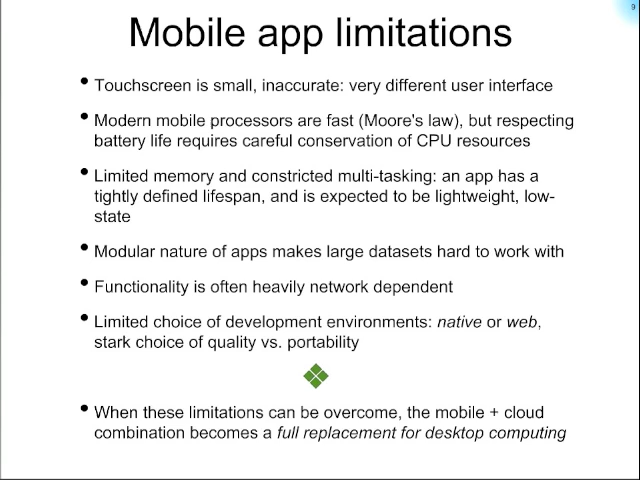 9
Mobile app limitations
• Touchscreen is small, inaccurate: very different user interface
• Modern mobile processors are fast (Moore's law), but respecting
battery life requires careful conservation of CPU resources
• Limited memory and constricted multi-tasking: an app has a
tightly defined lifespan, and is expected to be lightweight, low-
state
• Modular nature of apps makes large datasets hard to work with
• Functionality is often heavily network dependent
• Limited choice of development environments: native or web,
stark choice of quality vs. portability
• When these limitations can be overcome, the mobile + cloud
combination becomes a full replacement for desktop computing